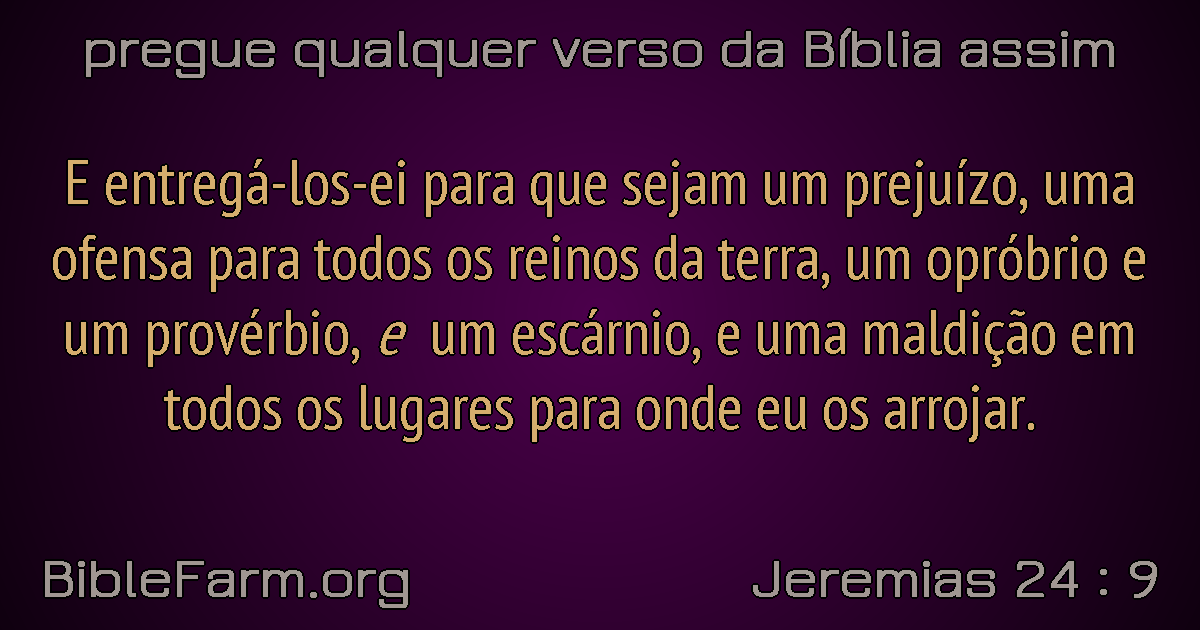 pregue qualquer verso da Bíblia assim
E entregá-los-ei para que sejam um prejuízo, uma
ofensa para todos os reinos da terra, um opróbrio e
um provérbio, e um escárnio, e uma maldição em
todos os lugares para onde eu os arrojar.
BibleFarm.org
Jeremias 24 : 9